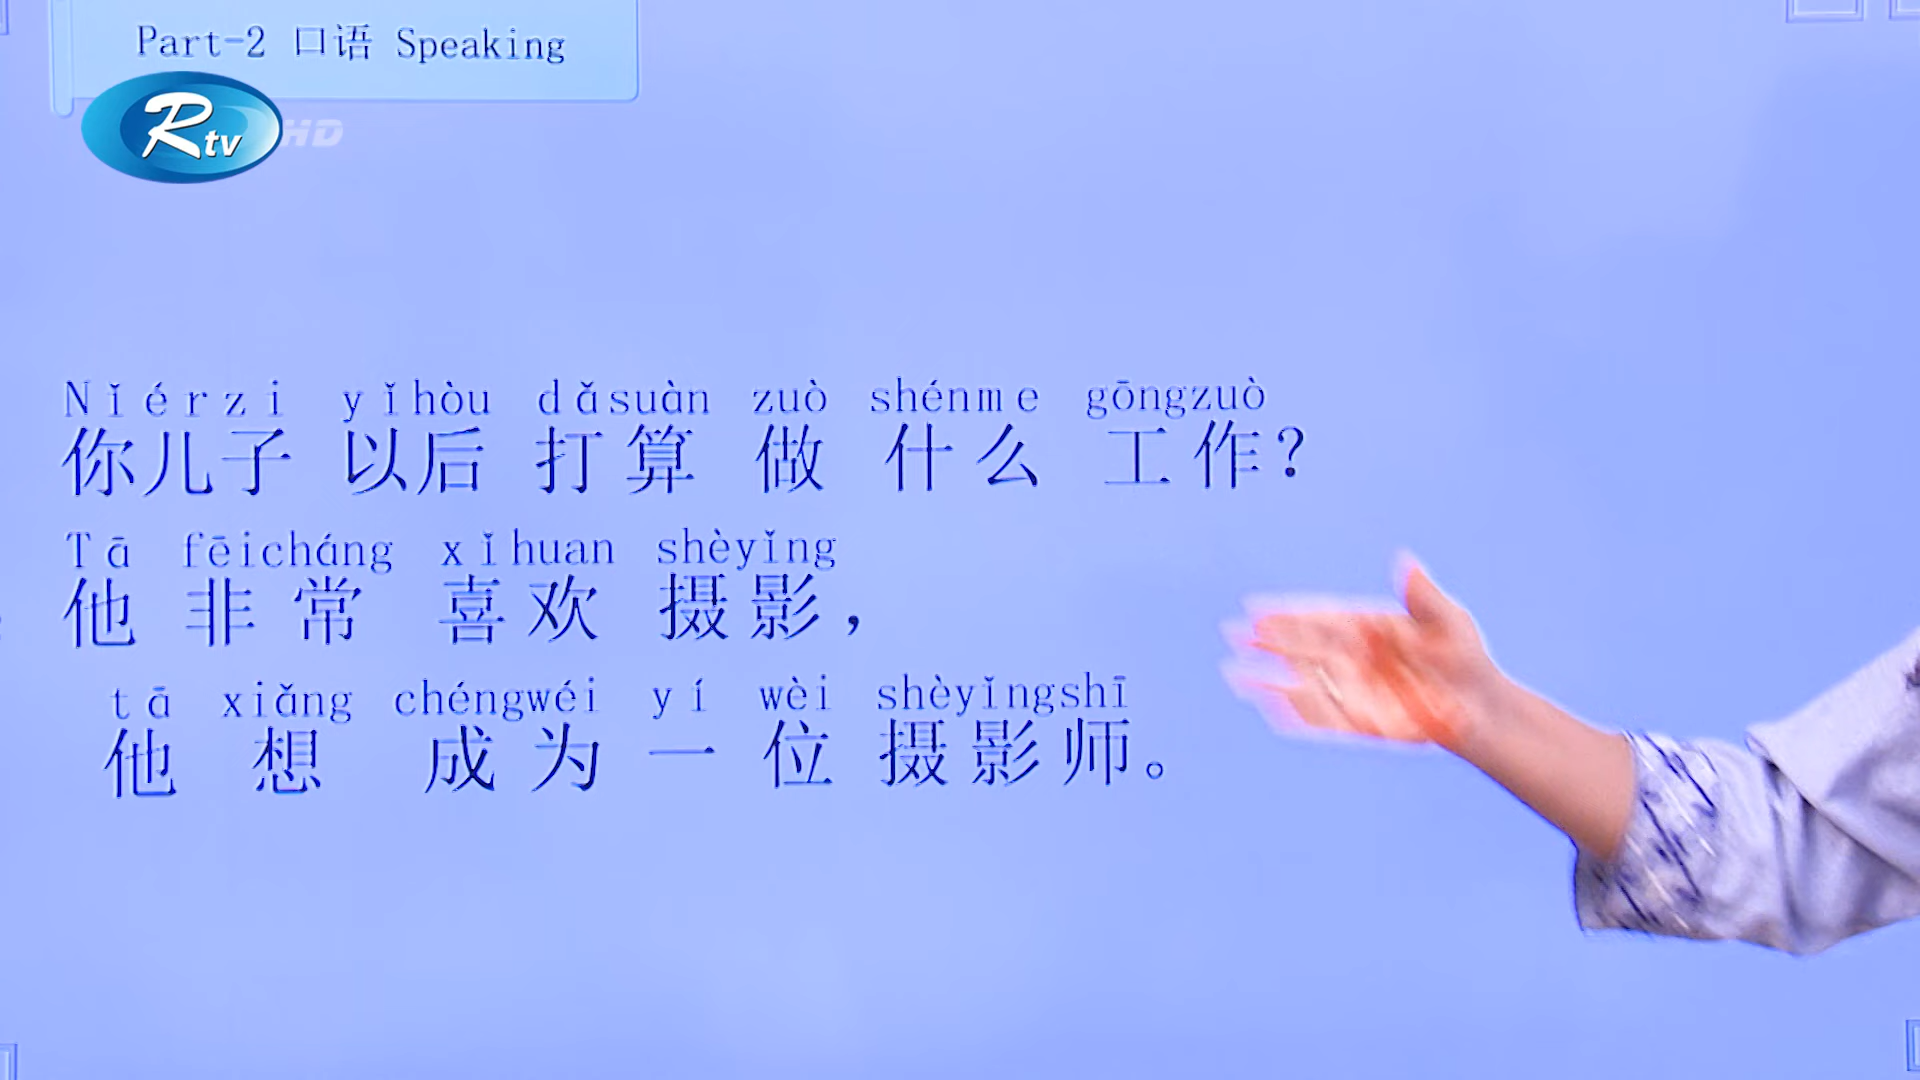 Part-2 口语 Speaking
Rtv HD
Nǐérzi yǐhòu dǎsuàn zuò shénme gōngzuò
你儿子 以后 打算 做 什么 工作?
Tā fēicháng xǐhuan shèyǐng
他 非常 喜欢 摄影，
tā xiǎng chéngwéi yí wèi shèyǐngshī
他 想 成为 一 位 摄影师。